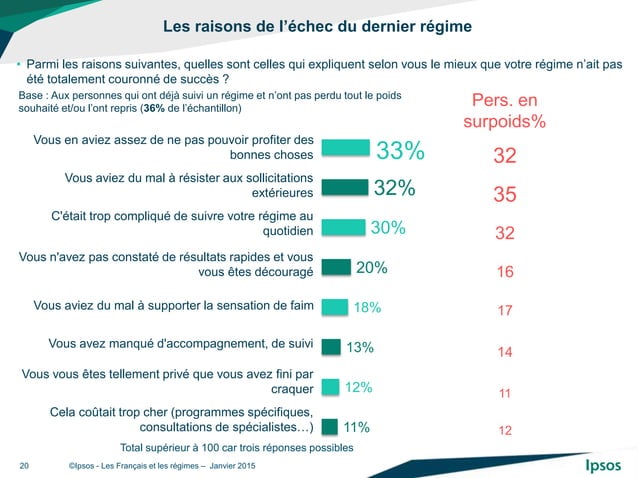 Les raisons de l’échec du dernier régime
• Parmi les raisons suivantes, quelles sont celles qui expliquent selon vous le mieux que votre régime n’ait pas
été totalement couronné de succès ?
Base : Aux personnes qui ont déjà suivi un régime et n’ont pas perdu tout le poids
souhaité et/ou l’ont repris (36% de l’échantillon)
Pers. en
surpoids%
Vous en aviez assez de ne pas pouvoir profiter des
bonnes choses
33%
32
Vous aviez du mal à résister aux sollicitations
extérieures
32%
35
C'était trop compliqué de suivre votre régime au
quotidien
30%
32
Vous n'avez pas constaté de résultats rapides et vous
vous êtes découragé
20%
16
Vous aviez du mal à supporter la sensation de faim
18%
17
Vous avez manqué d'accompagnement, de suivi
13%
14
Vous vous êtes tellement privé que vous avez fini par
craquer
12%
11
Cela coûtait trop cher (programmes spécifiques,
consultations de spécialistes…)
11%
12
Total supérieur à 100 car trois réponses possibles
20 ©Ipsos - Les Français et les régimes – Janvier 2015
Ipsos